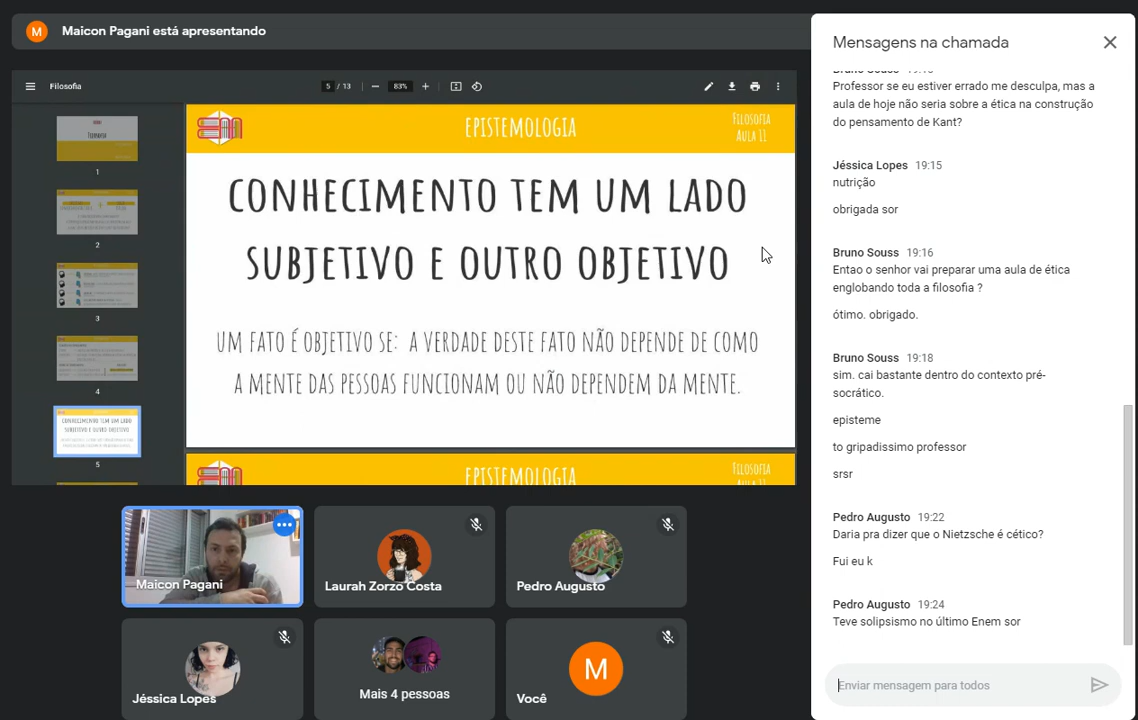 M
Maicon Pagani está apresentando
Filosofia
5 / 13
83%
1
2
3
4
5
EPISTEMOLOGIA
FILOSOFIA
AULA 11
CONHECIMENTO TEM UM LADO
SUBJETIVO E OUTRO OBJETIVO
UM FATO É OBJETIVO SE: A VERDADE DESTE FATO NÃO DEPENDE DE COMO
A MENTE DAS PESSOAS FUNCIONAM OU NÃO DEPENDEM DA MENTE.
EPISTEMOLOGIA
FILOSOFIA
Maicon Pagani
Laurah Zorzo Costa
Pedro Augusto
Jéssica Lopes
Mais 4 pessoas
M
Você
Mensagens na chamada
Professor se eu estiver errado me desculpa, mas a
aula de hoje não seria sobre a ética na construção
do pensamento de Kant?
Jéssica Lopes 19:15
nutrição
obrigada sor
Bruno Souss 19:16
Entao o senhor vai preparar uma aula de ética
englobando toda a filosofia ?
ótimo. obrigado.
Bruno Souss 19:18
sim. cai bastante dentro do contexto pré-
socrático.
episteme
to gripadissimo professor
srsr
Pedro Augusto 19:22
Daria pra dizer que o Nietzsche é cético?
Fui eu k
Pedro Augusto 19:24
Teve solipsismo no último Enem sor
Enviar mensagem para todos